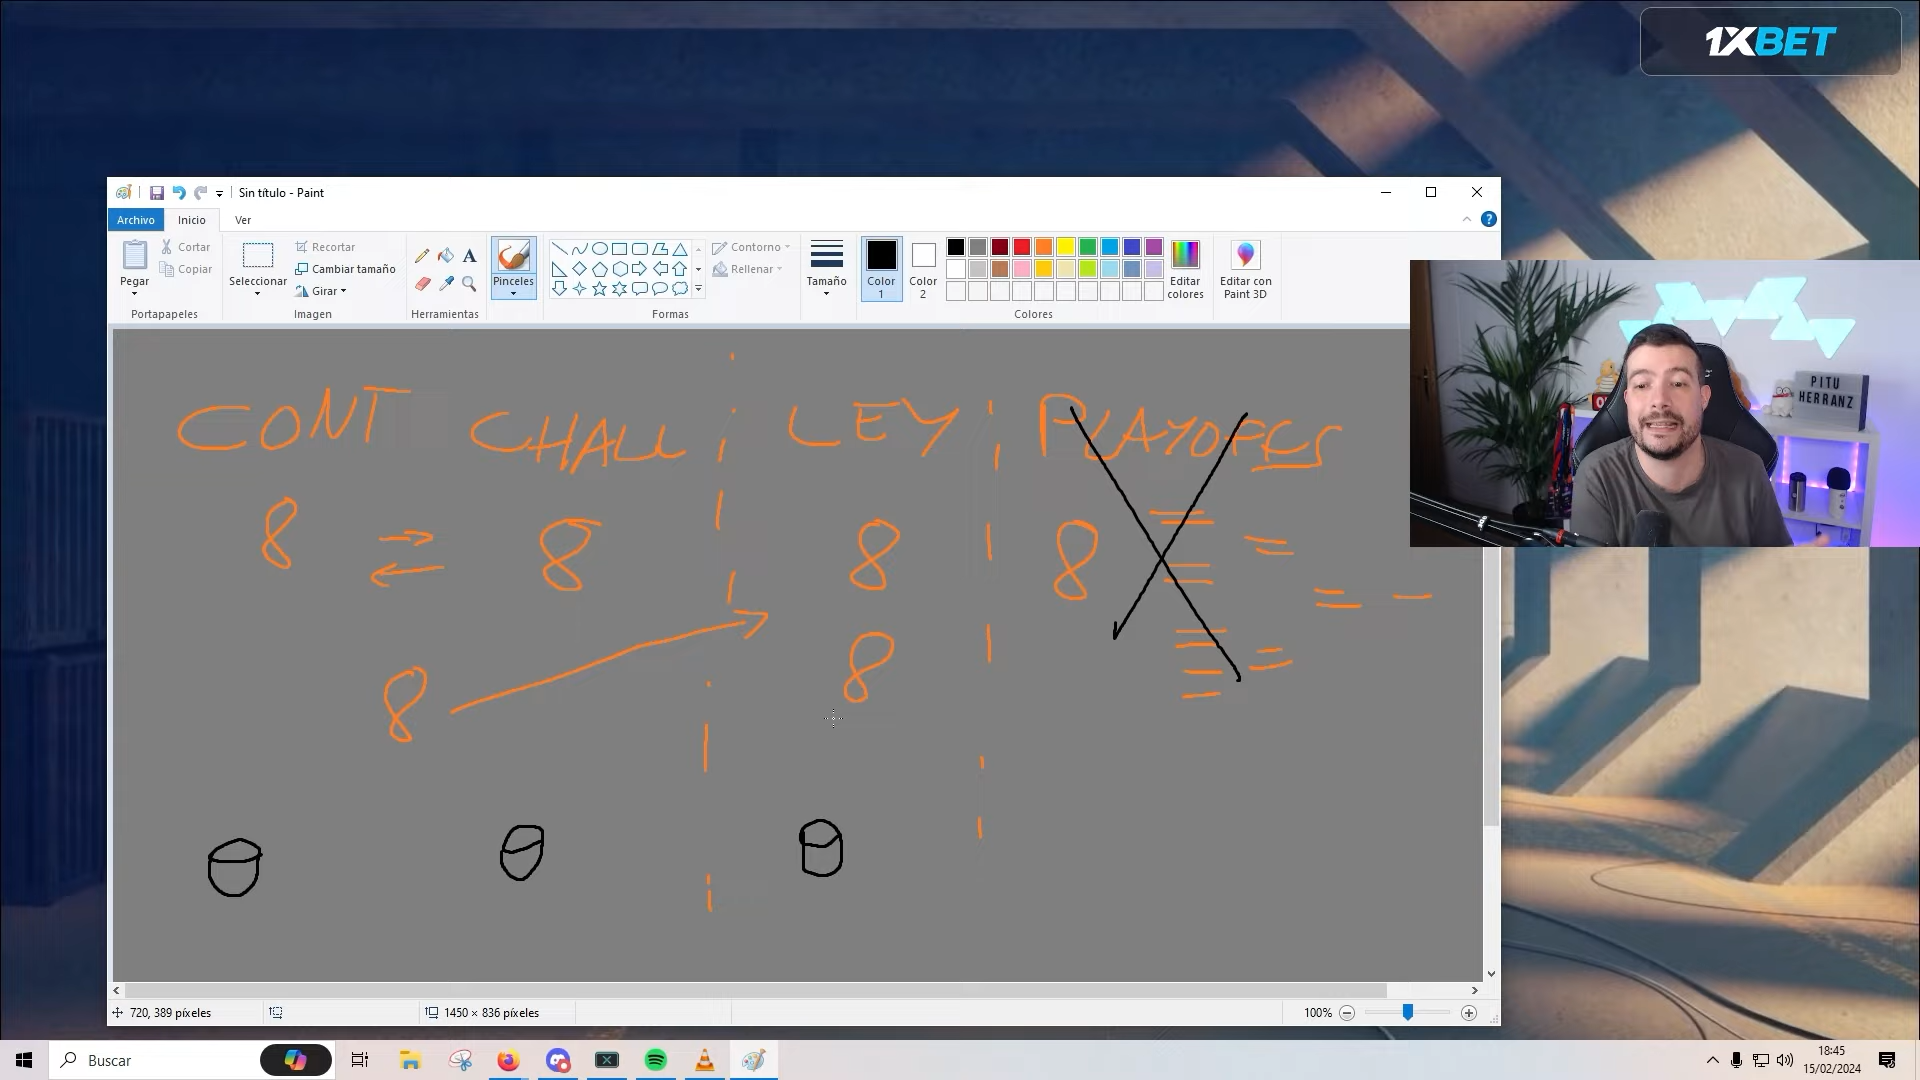 1XBET
Sin título - Paint
Archivo Inicio Ver
Pegar
Cortar
Copiar
Portapapeles
Seleccionar
Recortar
Cambiar tamaño
Girar
Imagen
A
Herramientas
Pinceles
Formas
Contorno
Rellenar
Tamaño
Color 1
Color 2
Colores
Editar colores
Editar con Paint 3D
?
CONT CHALL LEY PLAYOFFS
8 8 8 8
8 8
PITU
HERRANZ
720, 389 píxeles
1450 × 836 píxeles
100%
Buscar
18:45
15/02/2024